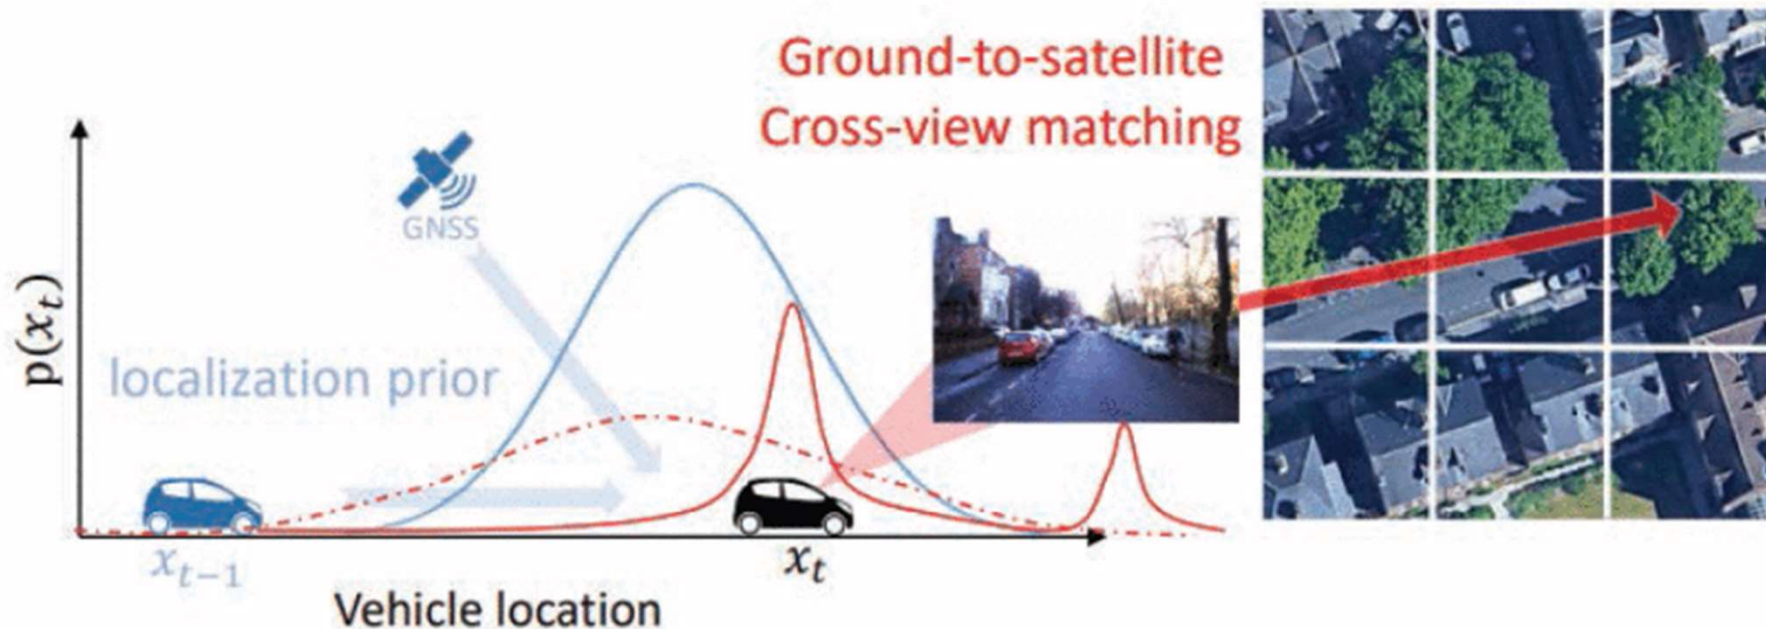 Ground-to-satellite
Cross-view matching
GNSS
p(x_t)
localization prior
x_{t−1}
x_t
Vehicle location